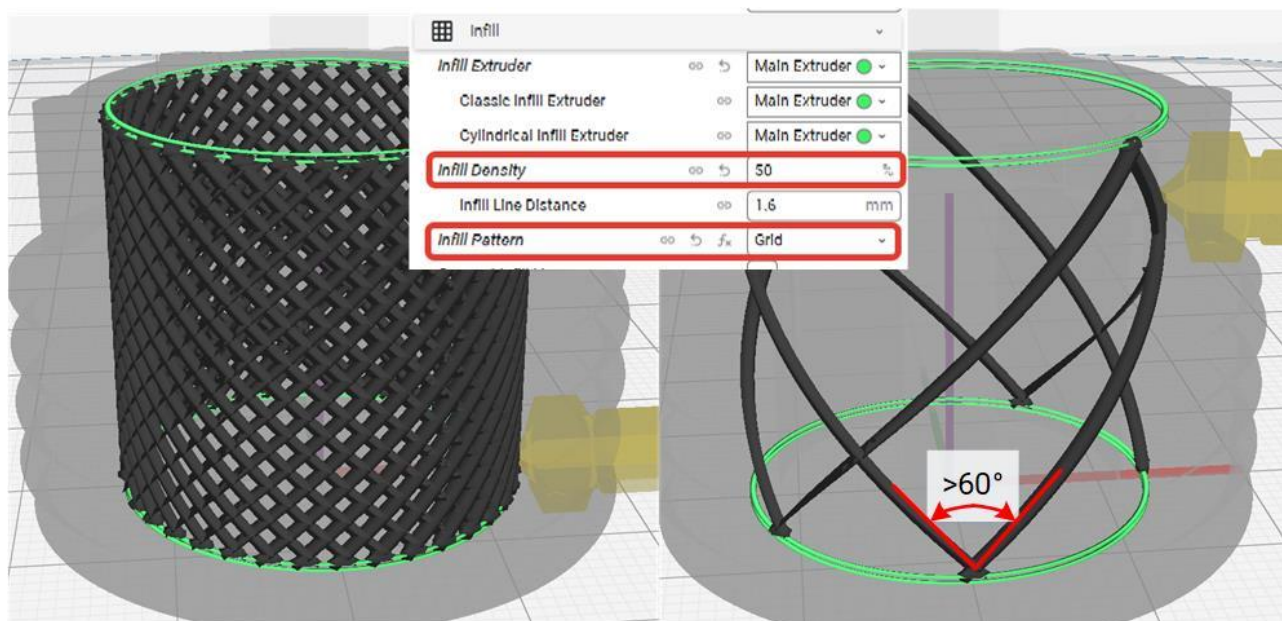 Infill
Infill Extruder Main Extruder
Classic Infill Extruder Main Extruder
Cylindrical Infill Extruder Main Extruder
Infill Density 50 %
Infill Line Distance 1.6 mm
Infill Pattern fx Grid
>60°